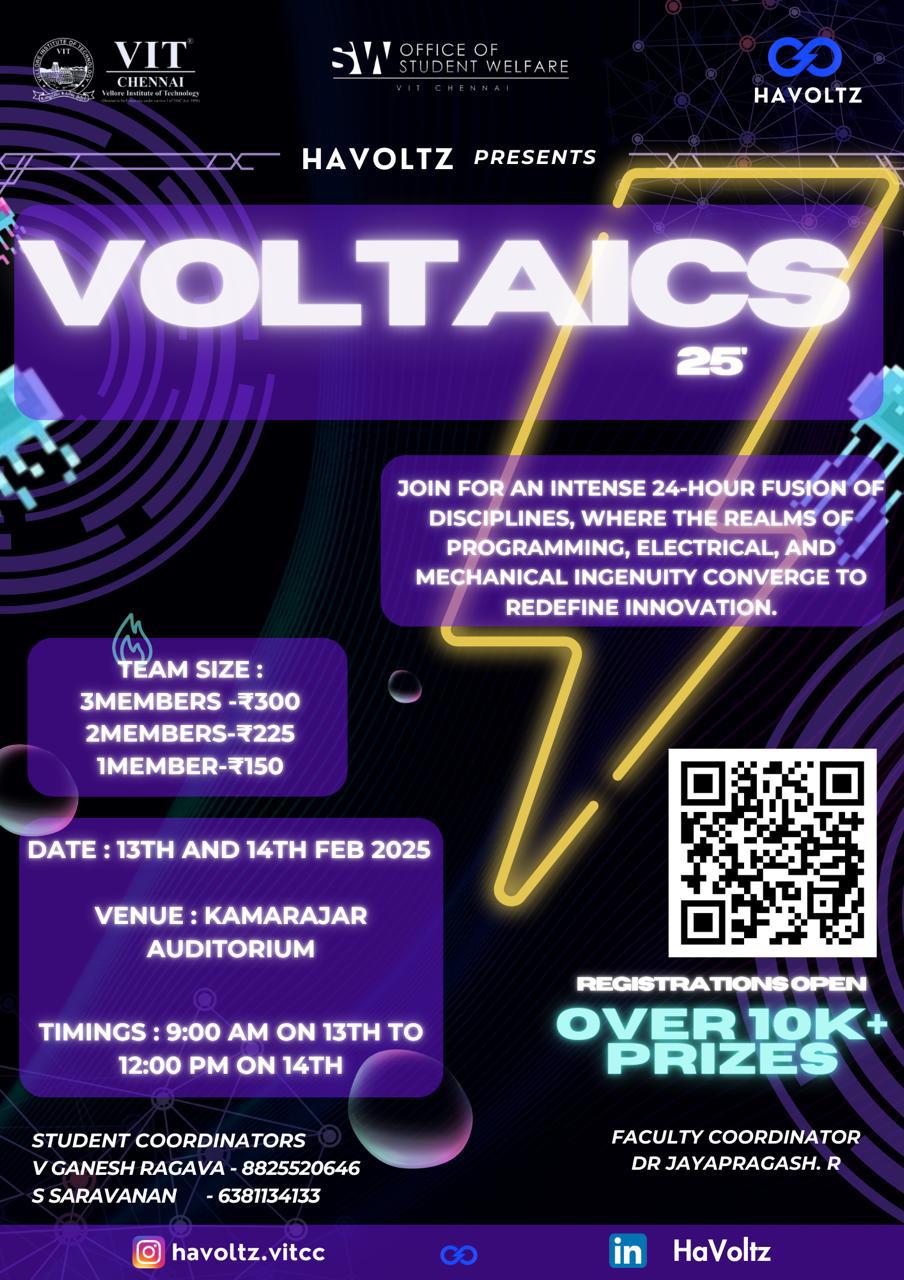 VIT
CHENNAI
Vellore Institute of Technology
SW OFFICE OF
STUDENT WELFARE
VIT CHENNAI
HAVOLTZ
HAVOLTZ PRESENTS
VOLTAICS
25'
JOIN FOR AN INTENSE 24-HOUR FUSION OF
DISCIPLINES, WHERE THE REALMS OF
PROGRAMMING, ELECTRICAL, AND
MECHANICAL INGENUITY CONVERGE TO
REDEFINE INNOVATION.
TEAM SIZE :
3MEMBERS -₹300
2MEMBERS-₹225
1MEMBER-₹150
DATE : 13TH AND 14TH FEB 2025
VENUE : KAMARAJAR
AUDITORIUM
TIMINGS : 9:00 AM ON 13TH TO
12:00 PM ON 14TH
REGISTRATIONS OPEN
OVER 10K+
PRIZES
STUDENT COORDINATORS
V GANESH RAGAVA - 8825520646
S SARAVANAN - 6381134133
FACULTY COORDINATOR
DR JAYAPRAGASH. R
havoltz.vitcc
in HaVoltz